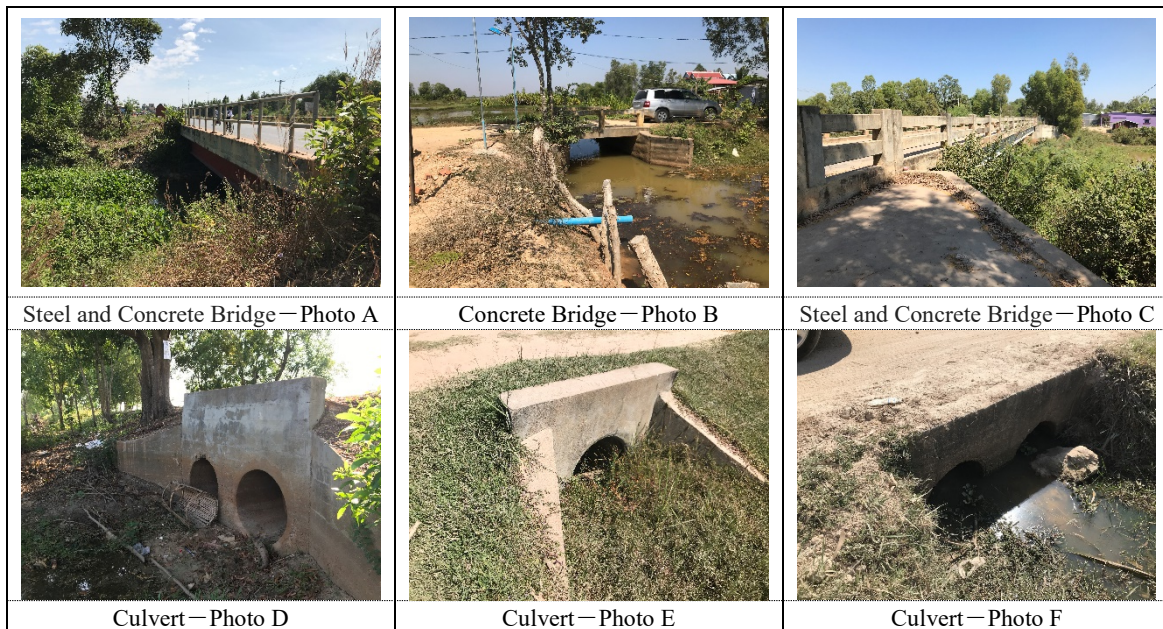 Steel and Concrete Bridge－Photo A
Concrete Bridge－Photo B
Steel and Concrete Bridge－Photo C
Culvert－Photo D
Culvert－Photo E
Culvert－Photo F